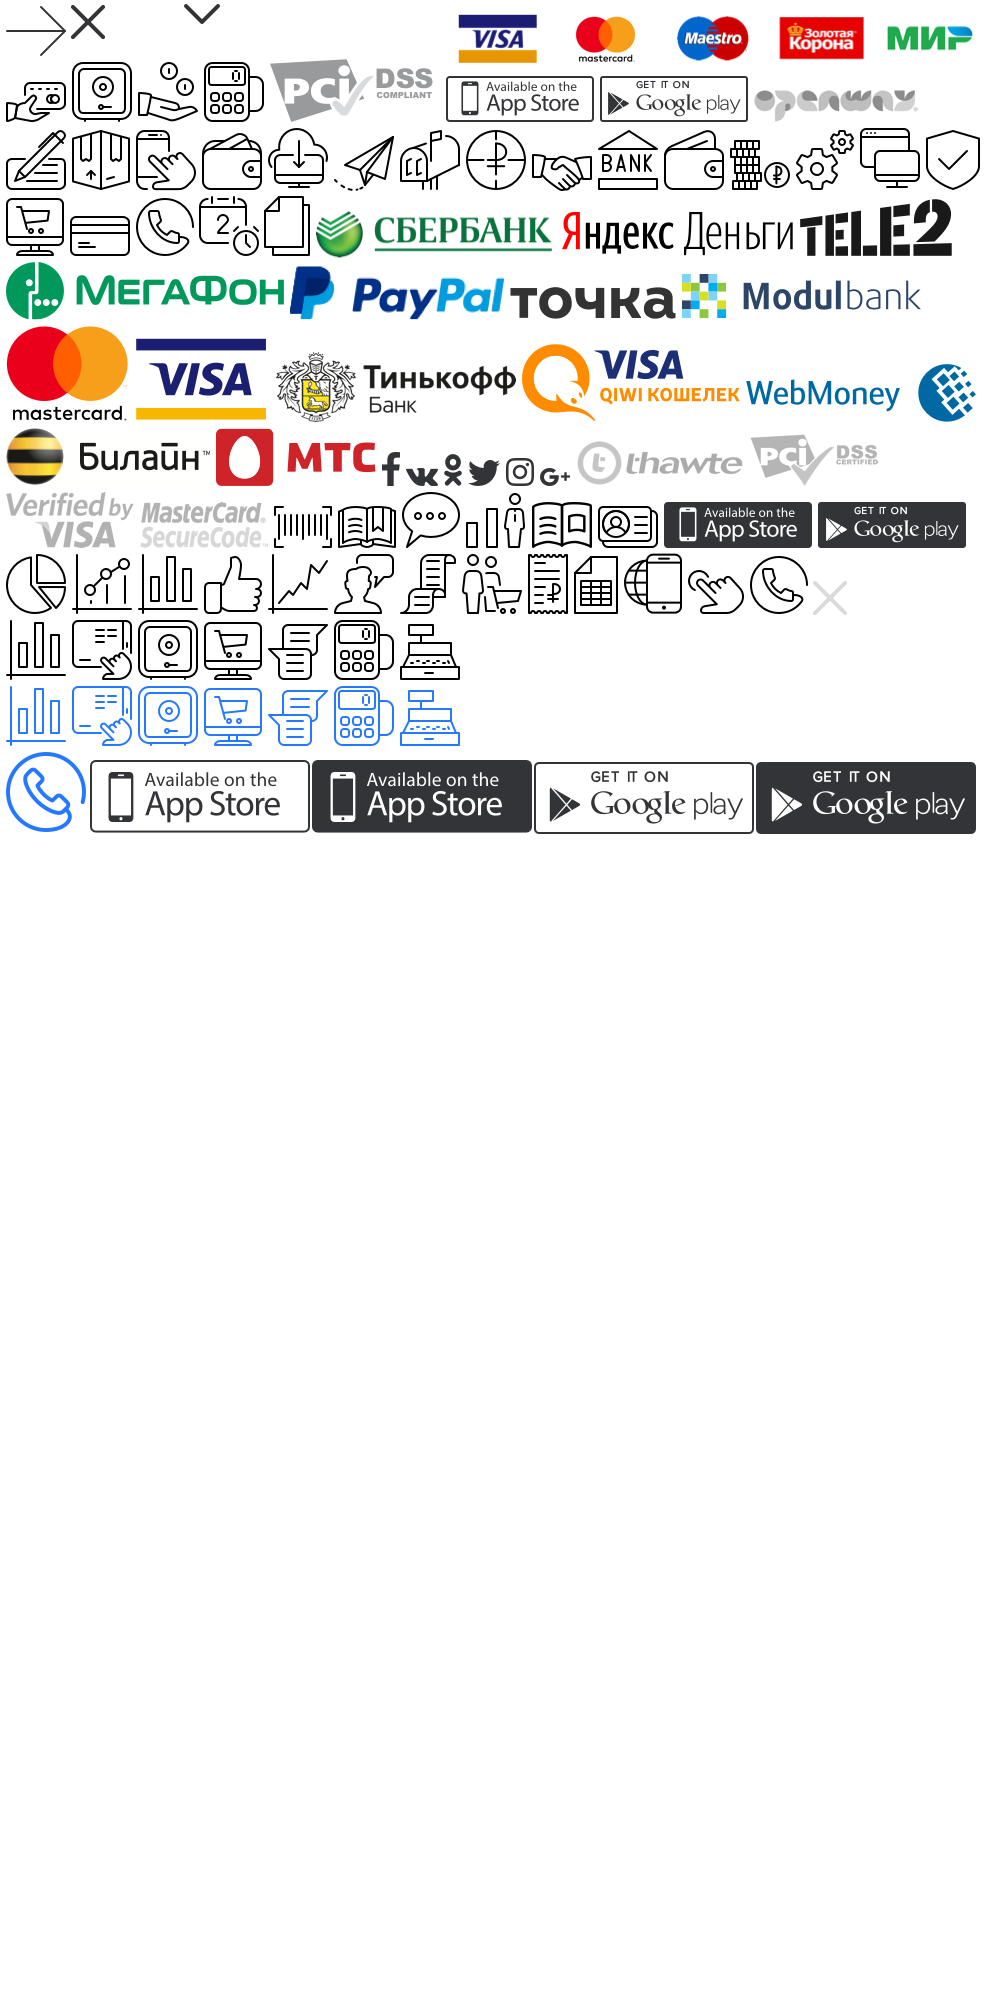 VISA
mastercard.
Maestro
Золотая
Корона
МИР
PCi DSS
COMPLIANT
Available on the
App Store
GET IT ON
Google play
openway.
BANK
2
СБЕРБАНК
Яндекс Деньги
TELE2
МЕГАФОН
PayPal
точка
Modulbank
mastercard.
VISA
Тинькофф
Банк
VISA
QIWI КОШЕЛЕК
WebMoney
Билайн™
МТС
G+
thawte
PCi DSS
CERTIFIED
Verified by
VISA
MasterCard.
SecureCode.
Available on the
App Store
GET IT ON
Google play
Available on the
App Store
Available on the
App Store
GET IT ON
Google play
GET IT ON
Google play